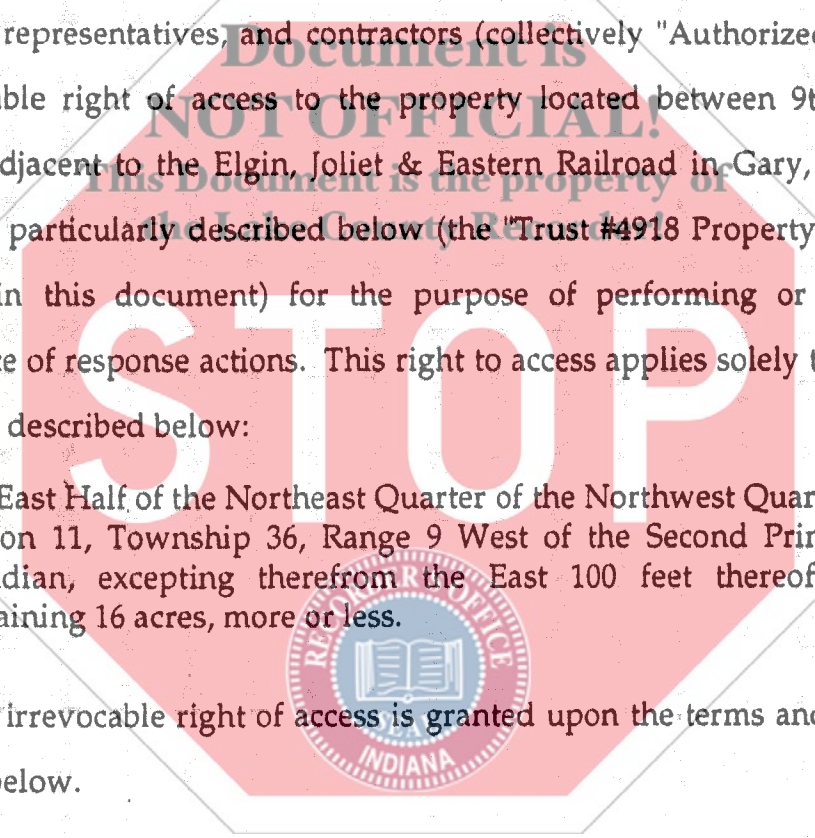 representatives, and contractors (collectively "Authorized
Document is
ble right of access to the property located between 9t
NOT OFFICIAL!
djacent to the Elgin, Joliet & Eastern Railroad in Gary,
This Document is the property of
particularly described below (the "Trust #4918 Property
the Lake County Recorder!
in this document) for the purpose of performing or
STOP
e of response actions. This right to access applies solely t
described below:
East Half of the Northeast Quarter of the Northwest Quar
on 11, Township 36, Range 9 West of the Second Prin
dian, excepting therefrom the East 100 feet thereof
aining 16 acres, more or less.
RECORDER'S OFFICE
SEAL
INDIANA
irrevocable right of access is granted upon the terms and
below.